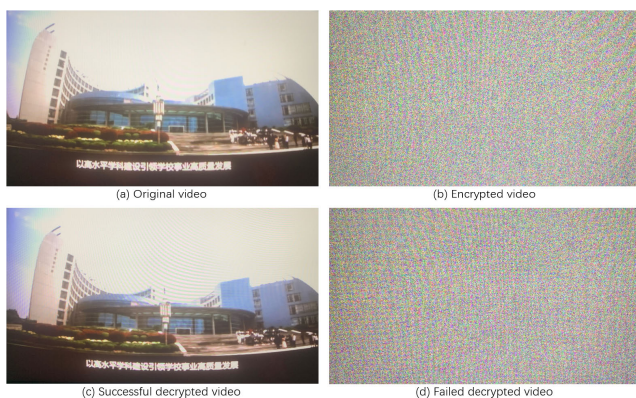 以高水平学科建设引领学校事业高质量发展
(a) Original video
(b) Encrypted video
以高水平学科建设引领学校事业高质量发展
(c) Successful decrypted video
(d) Failed decrypted video